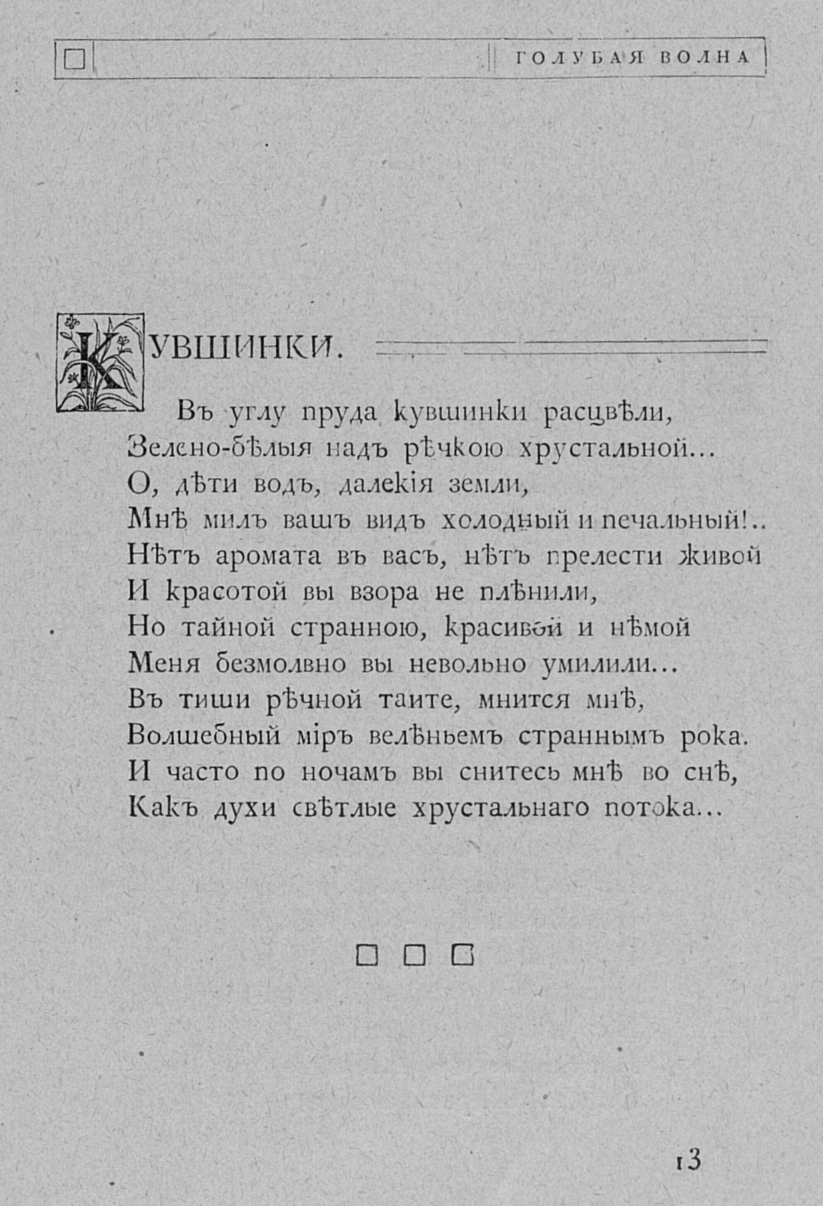 ГОЛУБАЯ ВОЛНА
КУВШИНКИ.
Въ углу пруда кувшинки расцвѣли,
Зелено-бѣлыя надъ рѣчкою хрустальной...
О, дѣти водъ, далекія земли,
Мнѣ милъ вашъ видъ холодный и печальный!..
Нѣтъ аромата въ васъ, нѣтъ прелести живой
И красотой вы взора не плѣнили,
Но тайной странною, красивой и нѣмой
Меня безмолвно вы невольно умилили...
Въ тиши рѣчной таите, мнится мнѣ,
Волшебный міръ велѣньемъ страннымъ рока.
И часто по ночамъ вы снитесь мнѣ во снѣ,
Какъ духи свѣтлые хрустальнаго потока...
13